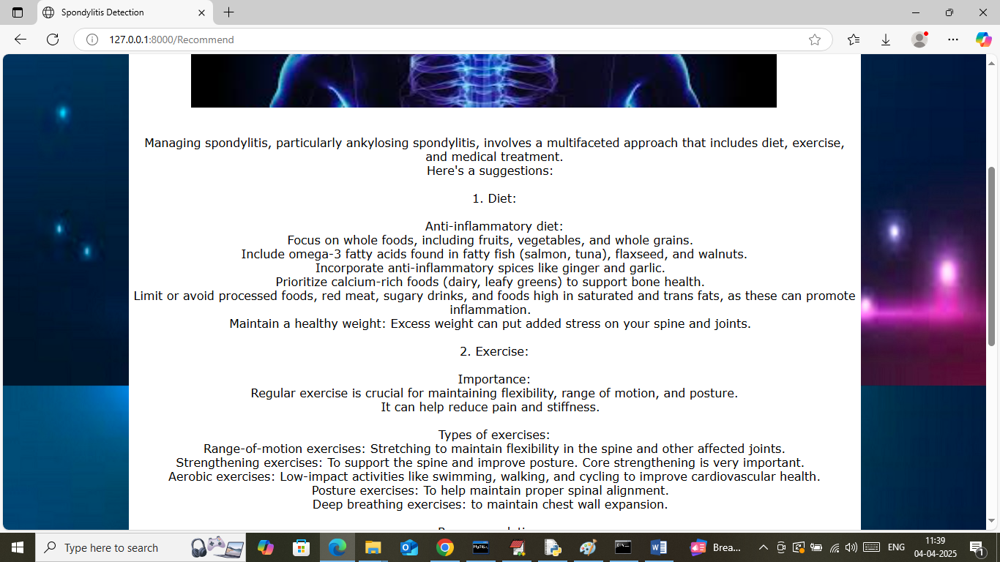 Spondylitis Detection
127.0.0.1:8000/Recommend
Managing spondylitis, particularly ankylosing spondylitis, involves a multifaceted approach that includes diet, exercise,
and medical treatment.
Here's a suggestions:
1. Diet:
Anti-inflammatory diet:
Focus on whole foods, including fruits, vegetables, and whole grains.
Include omega-3 fatty acids found in fatty fish (salmon, tuna), flaxseed, and walnuts.
Incorporate anti-inflammatory spices like ginger and garlic.
Prioritize calcium-rich foods (dairy, leafy greens) to support bone health.
Limit or avoid processed foods, red meat, sugary drinks, and foods high in saturated and trans fats, as these can promote
inflammation.
Maintain a healthy weight: Excess weight can put added stress on your spine and joints.
2. Exercise:
Importance:
Regular exercise is crucial for maintaining flexibility, range of motion, and posture.
It can help reduce pain and stiffness.
Types of exercises:
Range-of-motion exercises: Stretching to maintain flexibility in the spine and other affected joints.
Strengthening exercises: To support the spine and improve posture. Core strengthening is very important.
Aerobic exercises: Low-impact activities like swimming, walking, and cycling to improve cardiovascular health.
Posture exercises: To help maintain proper spinal alignment.
Deep breathing exercises: to maintain chest wall expansion.
Type here to search
Brea...
ENG
11:39
04-04-2025
1